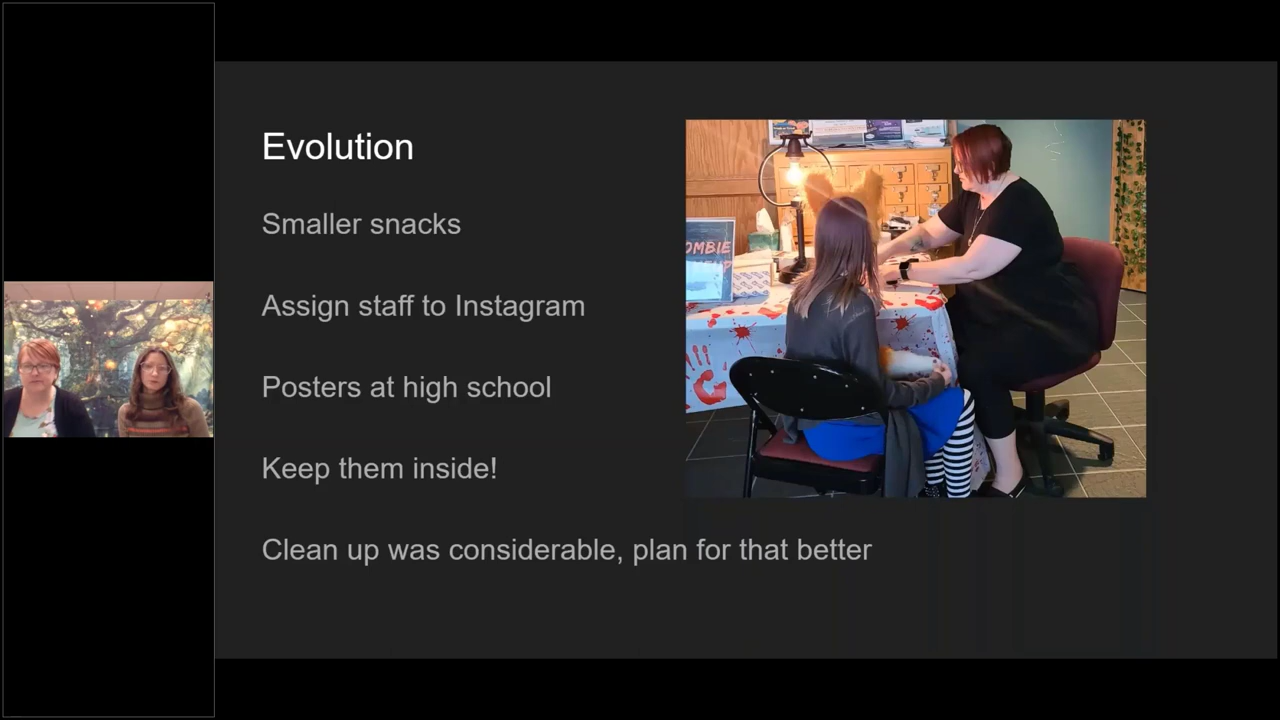 Evolution
Smaller snacks
Assign staff to Instagram
Posters at high school
Keep them inside!
Clean up was considerable, plan for that better
OMBIE